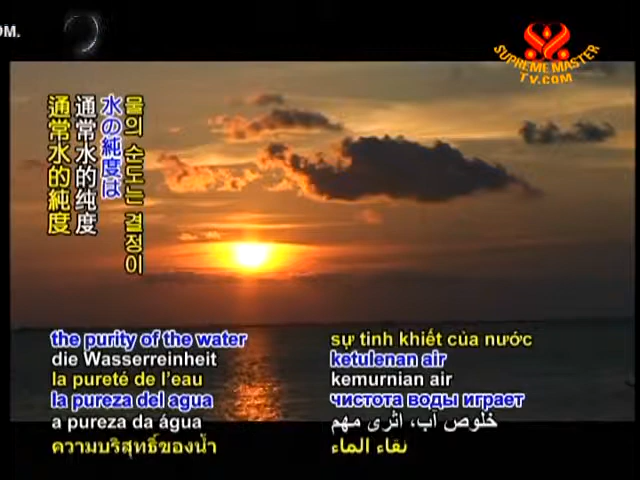 OM.
SUPREME MASTER
TV.COM
通常水的純度
通常水的纯度
水の純度は
물의 순도는 결정이
the purity of the water
die Wasserreinheit
la pureté de l'eau
la pureza del agua
a pureza da água
ความบริสุทธิ์ของน้ำ
sự tinh khiết của nước
ketulenan air
kemurnian air
чистота воды играет
خلوص آب، اثری مهم
نقاء الماء